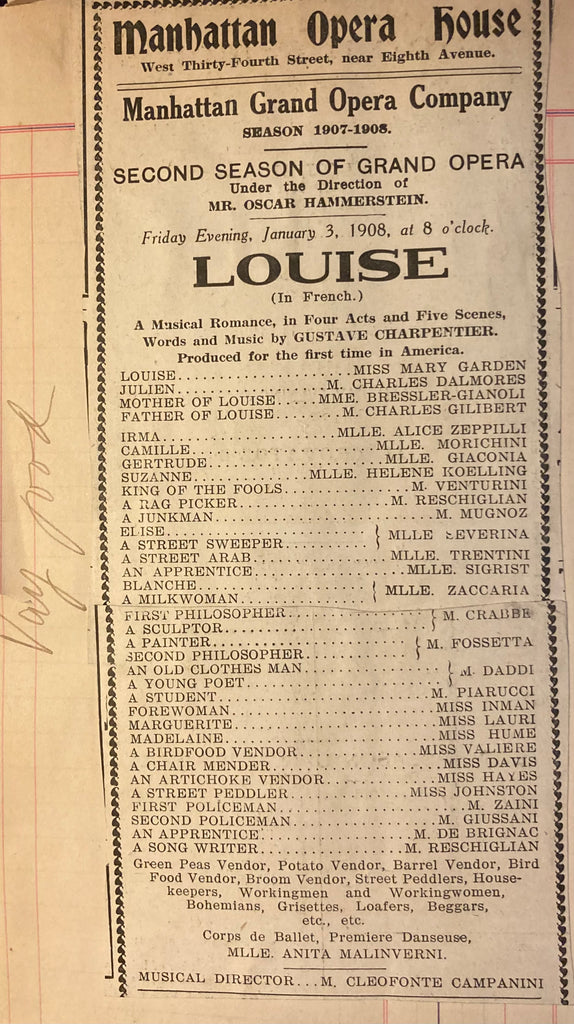 Manhattan Opera House
West Thirty-Fourth Street, near Eighth Avenue.
Manhattan Grand Opera Company
SEASON 1907-1908.
SECOND SEASON OF GRAND OPERA
Under the Direction of
MR. OSCAR HAMMERSTEIN.
Friday Evening, January 3, 1908, at 8 o'clock.
LOUISE
(In French.)
A Musical Romance, in Four Acts and Five Scenes,
Words and Music by GUSTAVE CHARPENTIER.
Produced for the first time in America.
LOUISE....................MISS MARY GARDEN
JULIEN.................M. CHARLES DALMORES
MOTHER OF LOUISE.....MME. BRESSLER-GIANOLI
FATHER OF LOUISE........M. CHARLES GILIBERT
IRMA....................MLLE. ALICE ZEPPILLI
CAMILLE....................MLLE. MORICHINI
GERTRUDE....................MLLE. GIACONIA
SUZANNE............MLLE. HELENE KOELLING
KING OF THE FOOLS..............M. VENTURINI
A RAG PICKER................M. RESCHIGLIAN
A JUNKMAN.....................M. MUGNOZ
ELISE.......................} MLLE SEVERINA
A STREET SWEEPER............}
A STREET ARAB..............MLLE. TRENTINI
AN APPRENTICE..............MLLE. SIGRIST
BLANCHE.....................{ MLLE. ZACCARIA
A MILKWOMAN.................{
FIRST PHILOSOPHER...............{ M. CRABBE
A SCULPTOR......................{
A PAINTER.....................{ M. FOSSETTA
SECOND PHILOSOPHER............{
AN OLD CLOTHES MAN................} M. DADDI
A YOUNG POET......................}
A STUDENT....................M. PIARUCCI
FOREWOMAN....................MISS INMAN
MARGUERITE....................MISS LAURI
MADELAINE.....................MISS HUME
A BIRDFOOD VENDOR............MISS VALIERE
A CHAIR MENDER................MISS DAVIS
AN ARTICHOKE VENDOR...........MISS HAYES
A STREET PEDDLER............MISS JOHNSTON
FIRST POLICEMAN...................M. ZAINI
SECOND POLICEMAN..............M. GIUSSANI
AN APPRENTICE..............M. DE BRIGNAC
A SONG WRITER.............M. RESCHIGLIAN
Green Peas Vendor, Potato Vendor, Barrel Vendor, Bird
Food Vendor, Broom Vendor, Street Peddlers, House-
keepers, Workingmen and Workingwomen,
Bohemians, Grisettes, Loafers, Beggars,
etc., etc.
Corps de Ballet, Premiere Danseuse,
MLLE. ANITA MALINVERNI.
MUSICAL DIRECTOR...M. CLEOFONTE CAMPANINI
Very good